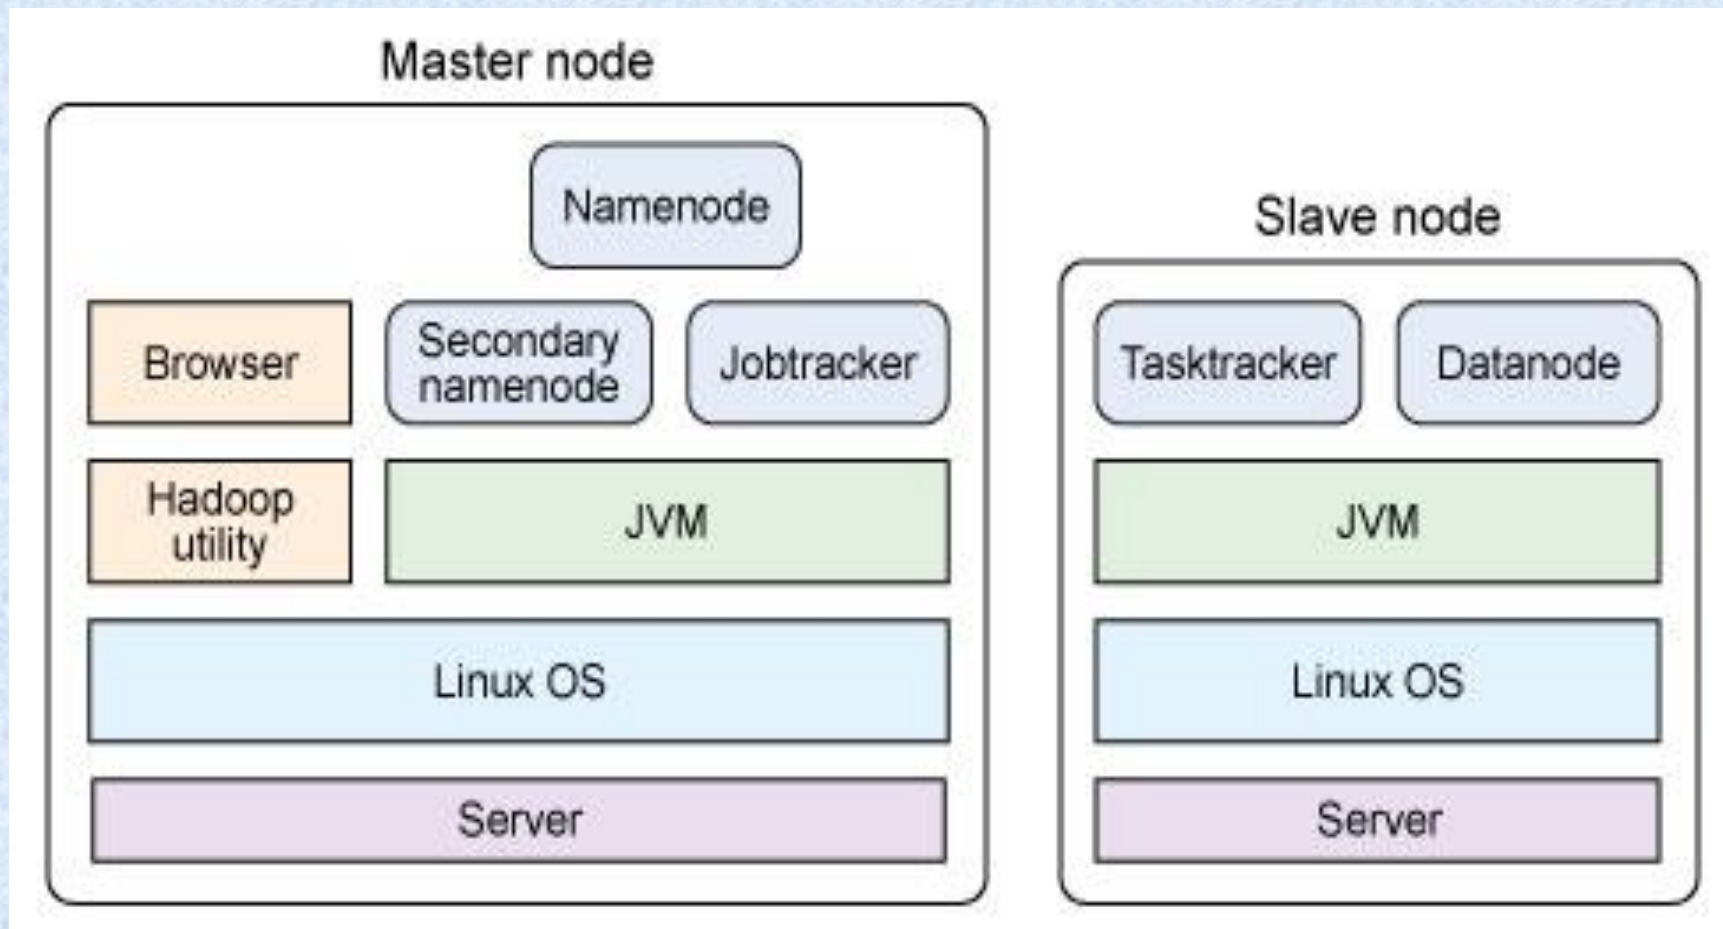 Master node
Namenode
Browser
Secondary
namenode
Jobtracker
Hadoop
utility
JVM
Linux OS
Server
Slave node
Tasktracker
Datanode
JVM
Linux OS
Server